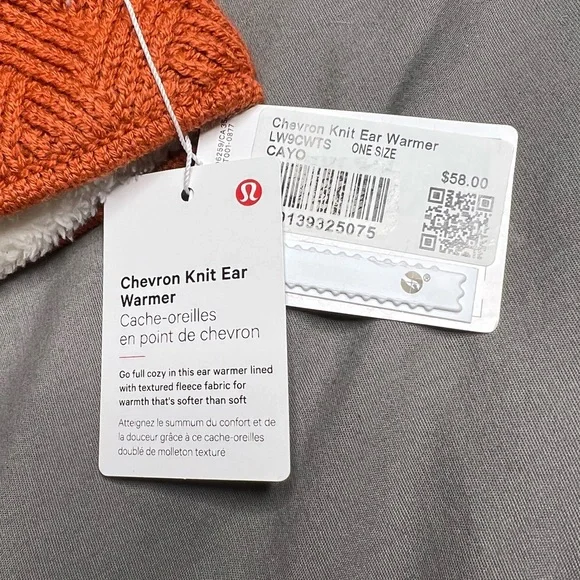 Chevron Knit Ear Warmer
LW9CWTS ONE SIZE
CAYO
$58.00
0139325075
Chevron Knit Ear
Warmer
Cache-oreilles
en point de chevron
Go full cozy in this ear warmer lined
with textured fleece fabric for
warmth that's softer than soft
Atteignez le summum du confort et de
la douceur grâce à ce cache-oreilles
doublé de molleton texturé